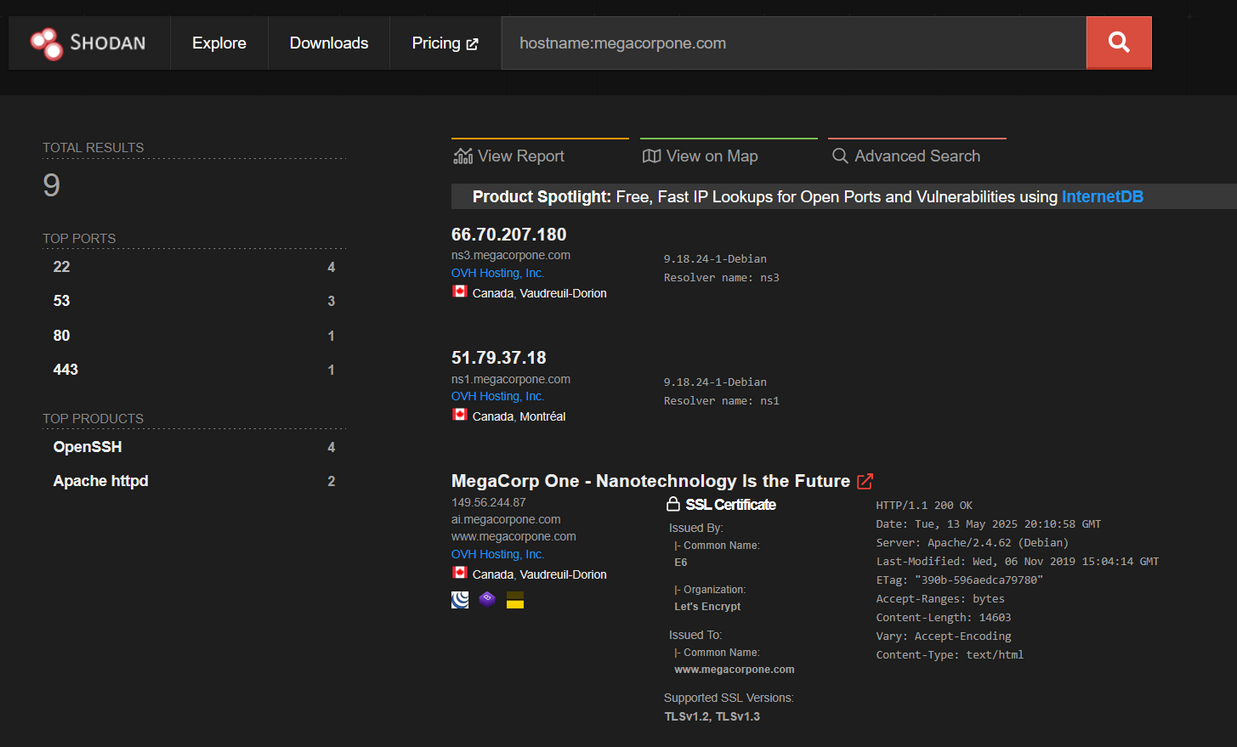 SHODAN Explore Downloads Pricing hostname:megacorpone.com
TOTAL RESULTS
9
TOP PORTS
22 4
53 3
80 1
443 1
TOP PRODUCTS
OpenSSH 4
Apache httpd 2
View Report View on Map Advanced Search
Product Spotlight: Free, Fast IP Lookups for Open Ports and Vulnerabilities using InternetDB
66.70.207.180
ns3.megacorpone.com
OVH Hosting, Inc.
Canada, Vaudreuil-Dorion
9.18.24-1-Debian
Resolver name: ns3
51.79.37.18
ns1.megacorpone.com
OVH Hosting, Inc.
Canada, Montréal
9.18.24-1-Debian
Resolver name: ns1
MegaCorp One - Nanotechnology Is the Future
149.56.244.87
ai.megacorpone.com
www.megacorpone.com
OVH Hosting, Inc.
Canada, Vaudreuil-Dorion
SSL Certificate
Issued By:
|- Common Name:
E6
|- Organization:
Let's Encrypt
Issued To:
|- Common Name:
www.megacorpone.com
Supported SSL Versions:
TLSv1.2, TLSv1.3
HTTP/1.1 200 OK
Date: Tue, 13 May 2025 20:10:58 GMT
Server: Apache/2.4.62 (Debian)
Last-Modified: Wed, 06 Nov 2019 15:04:14 GMT
ETag: "390b-596aedca79780"
Accept-Ranges: bytes
Content-Length: 14603
Vary: Accept-Encoding
Content-Type: text/html